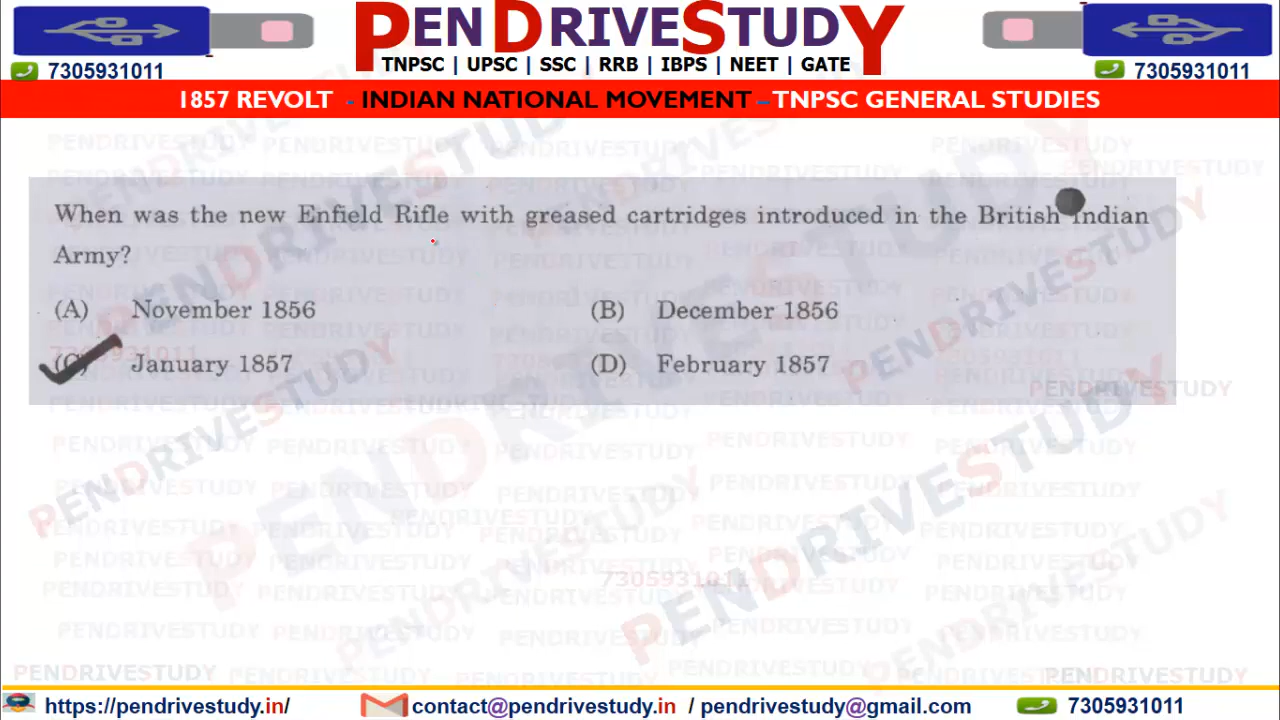 PENDRIVESTUDY
TNPSC | UPSC | SSC | RRB | IBPS | NEET | GATE
7305931011
7305931011
1857 REVOLT - INDIAN NATIONAL MOVEMENT – TNPSC GENERAL STUDIES
When was the new Enfield Rifle with greased cartridges introduced in the British Indian
Army?
(A) November 1856
(B) December 1856
(C) January 1857
(D) February 1857
https://pendrivestudy.in/
contact@pendrivestudy.in / pendrivestudy@gmail.com
7305931011